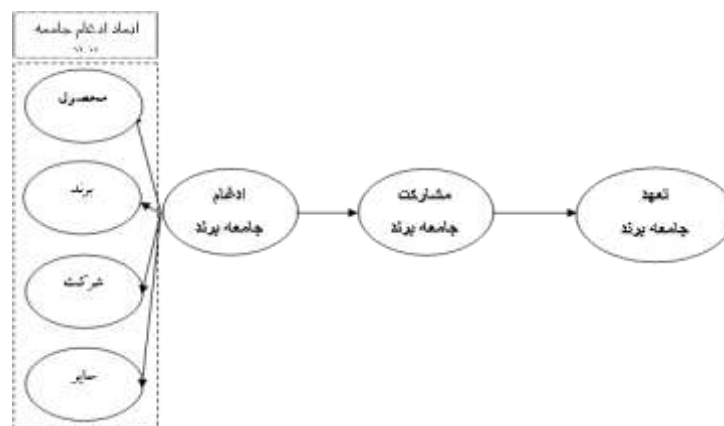 ابعاد ادغام جامعه
محصول
برند
شرکت
سایر
ادغام
جامعه برند
مشارکت
جامعه برند
تعهد
جامعه برند